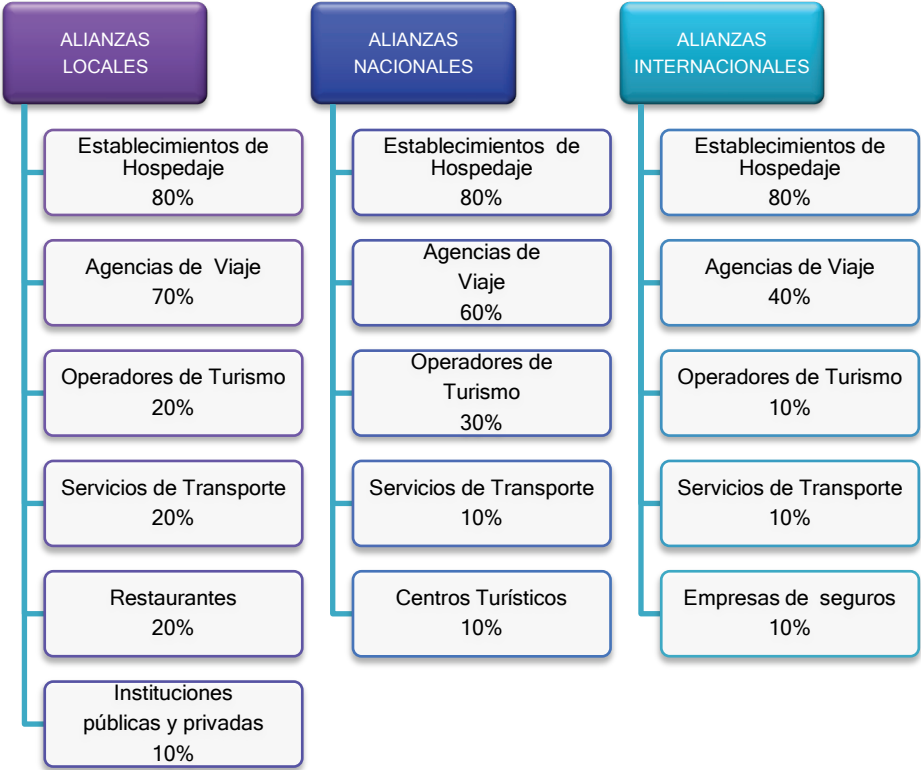 ALIANZAS
LOCALES
Establecimientos de
Hospedaje
80%
Agencias de Viaje
70%
Operadores de Turismo
20%
Servicios de Transporte
20%
Restaurantes
20%
Instituciones
públicas y privadas
10%
ALIANZAS
NACIONALES
Establecimientos de
Hospedaje
80%
Agencias de
Viaje
60%
Operadores de
Turismo
30%
Servicios de Transporte
10%
Centros Turísticos
10%
ALIANZAS
INTERNACIONALES
Establecimientos de
Hospedaje
80%
Agencias de Viaje
40%
Operadores de Turismo
10%
Servicios de Transporte
10%
Empresas de seguros
10%